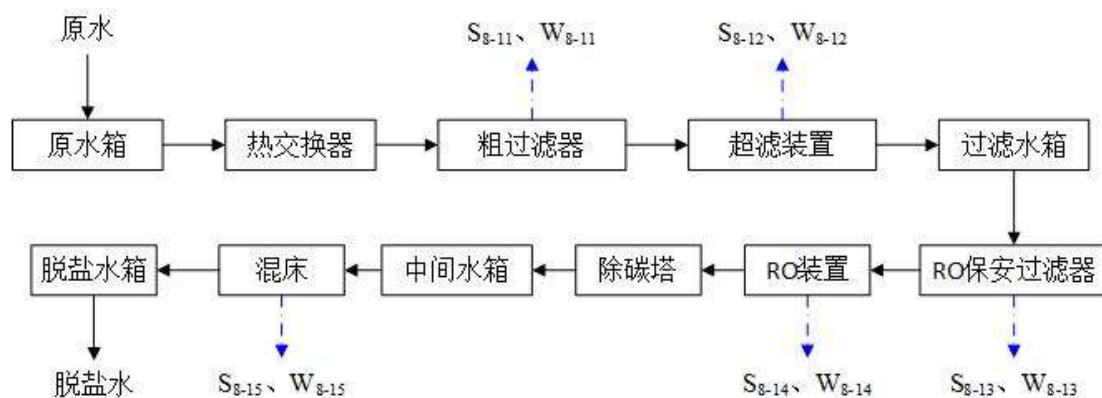 原水
S8-11、W8-11
S8-12、W8-12
原水箱
热交换器
粗过滤器
超滤装置
过滤水箱
脱盐水箱
混床
中间水箱
除碳塔
RO装置
RO保安过滤器
脱盐水
S8-15、W8-15
S8-14、W8-14
S8-13、W8-13